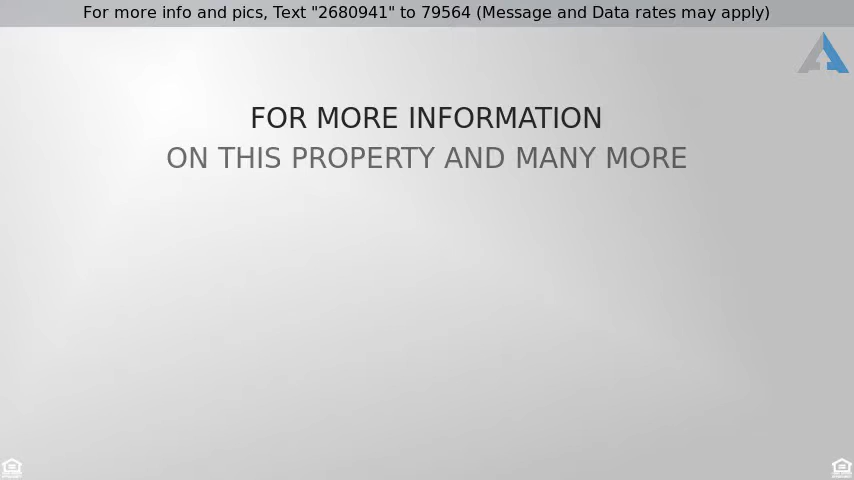 For more info and pics, Text "2680941" to 79564 (Message and Data rates may apply)
FOR MORE INFORMATION
ON THIS PROPERTY AND MANY MORE